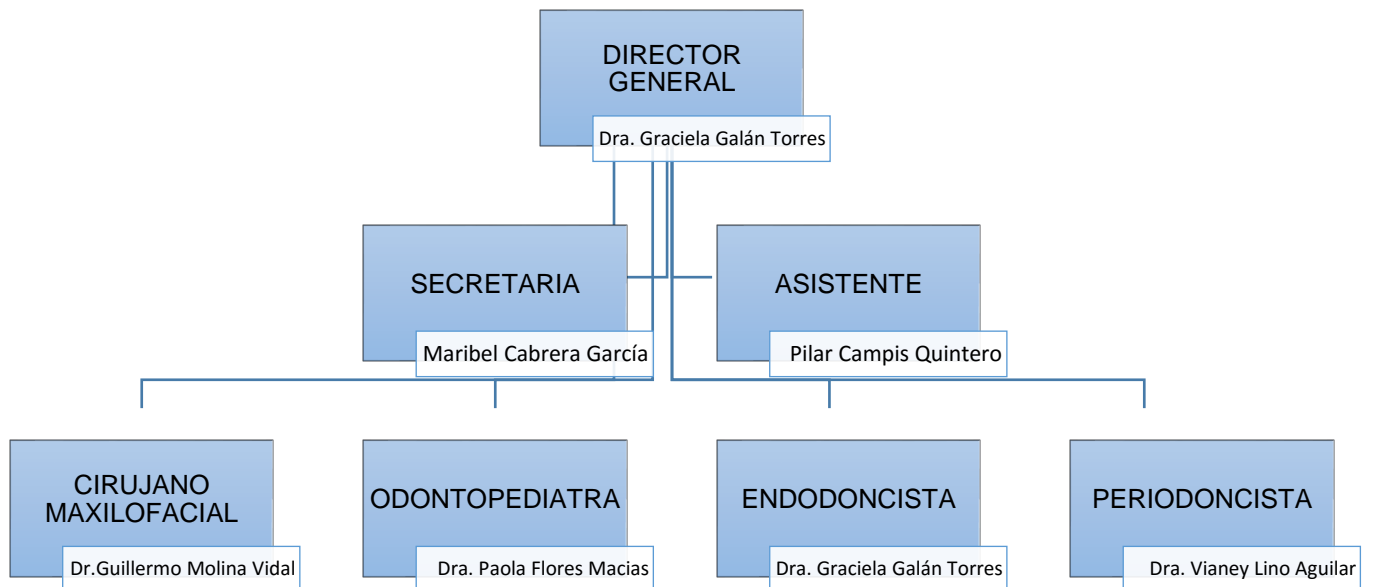 DIRECTOR
GENERAL
Dra. Graciela Galán Torres
SECRETARIA
Maribel Cabrera García
ASISTENTE
Pilar Campis Quintero
CIRUJANO
MAXILOFACIAL
Dr.Guillermo Molina Vidal
ODONTOPEDIATRA
Dra. Paola Flores Macias
ENDODONCISTA
Dra. Graciela Galán Torres
PERIODONCISTA
Dra. Vianey Lino Aguilar